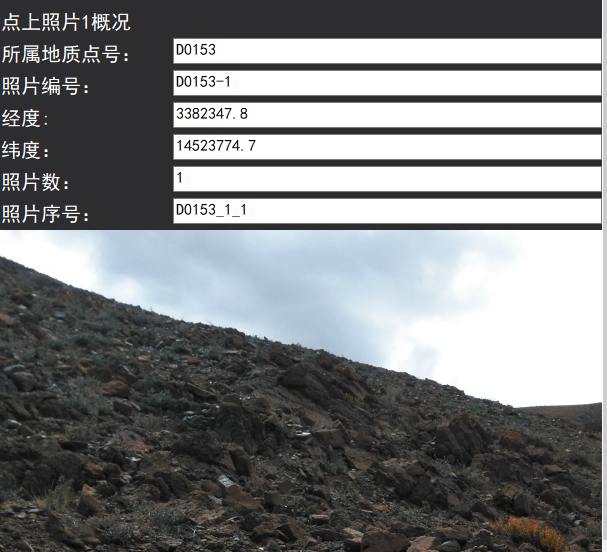 点上照片1概况
所属地质点号： D0153
照片编号： D0153-1
经度: 3382347.8
纬度： 14523774.7
照片数： 1
照片序号： D0153_1_1